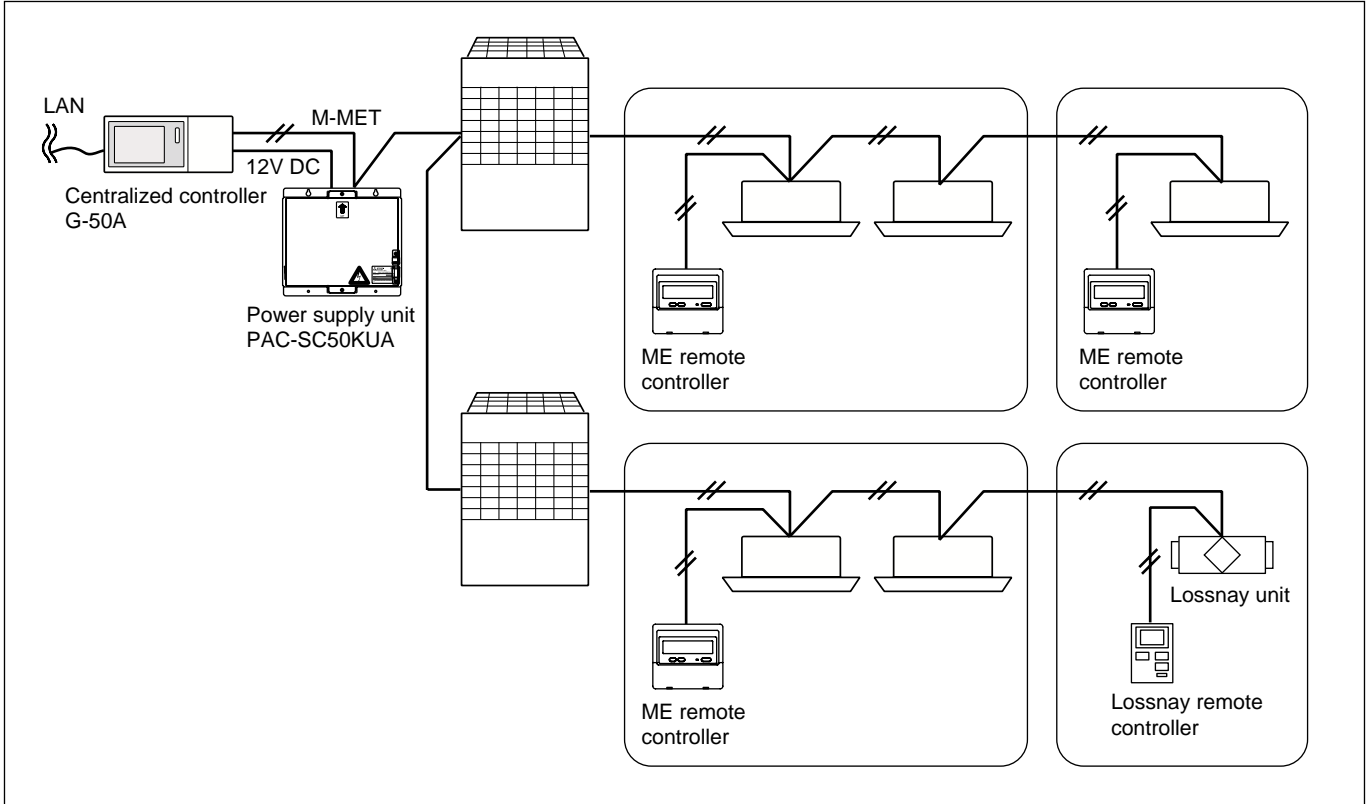 LAN
M-MET
12V DC
Centralized controller
G-50A
Power supply unit
PAC-SC50KUA
ME remote
controller
ME remote
controller
ME remote
controller
Lossnay unit
Lossnay remote
controller